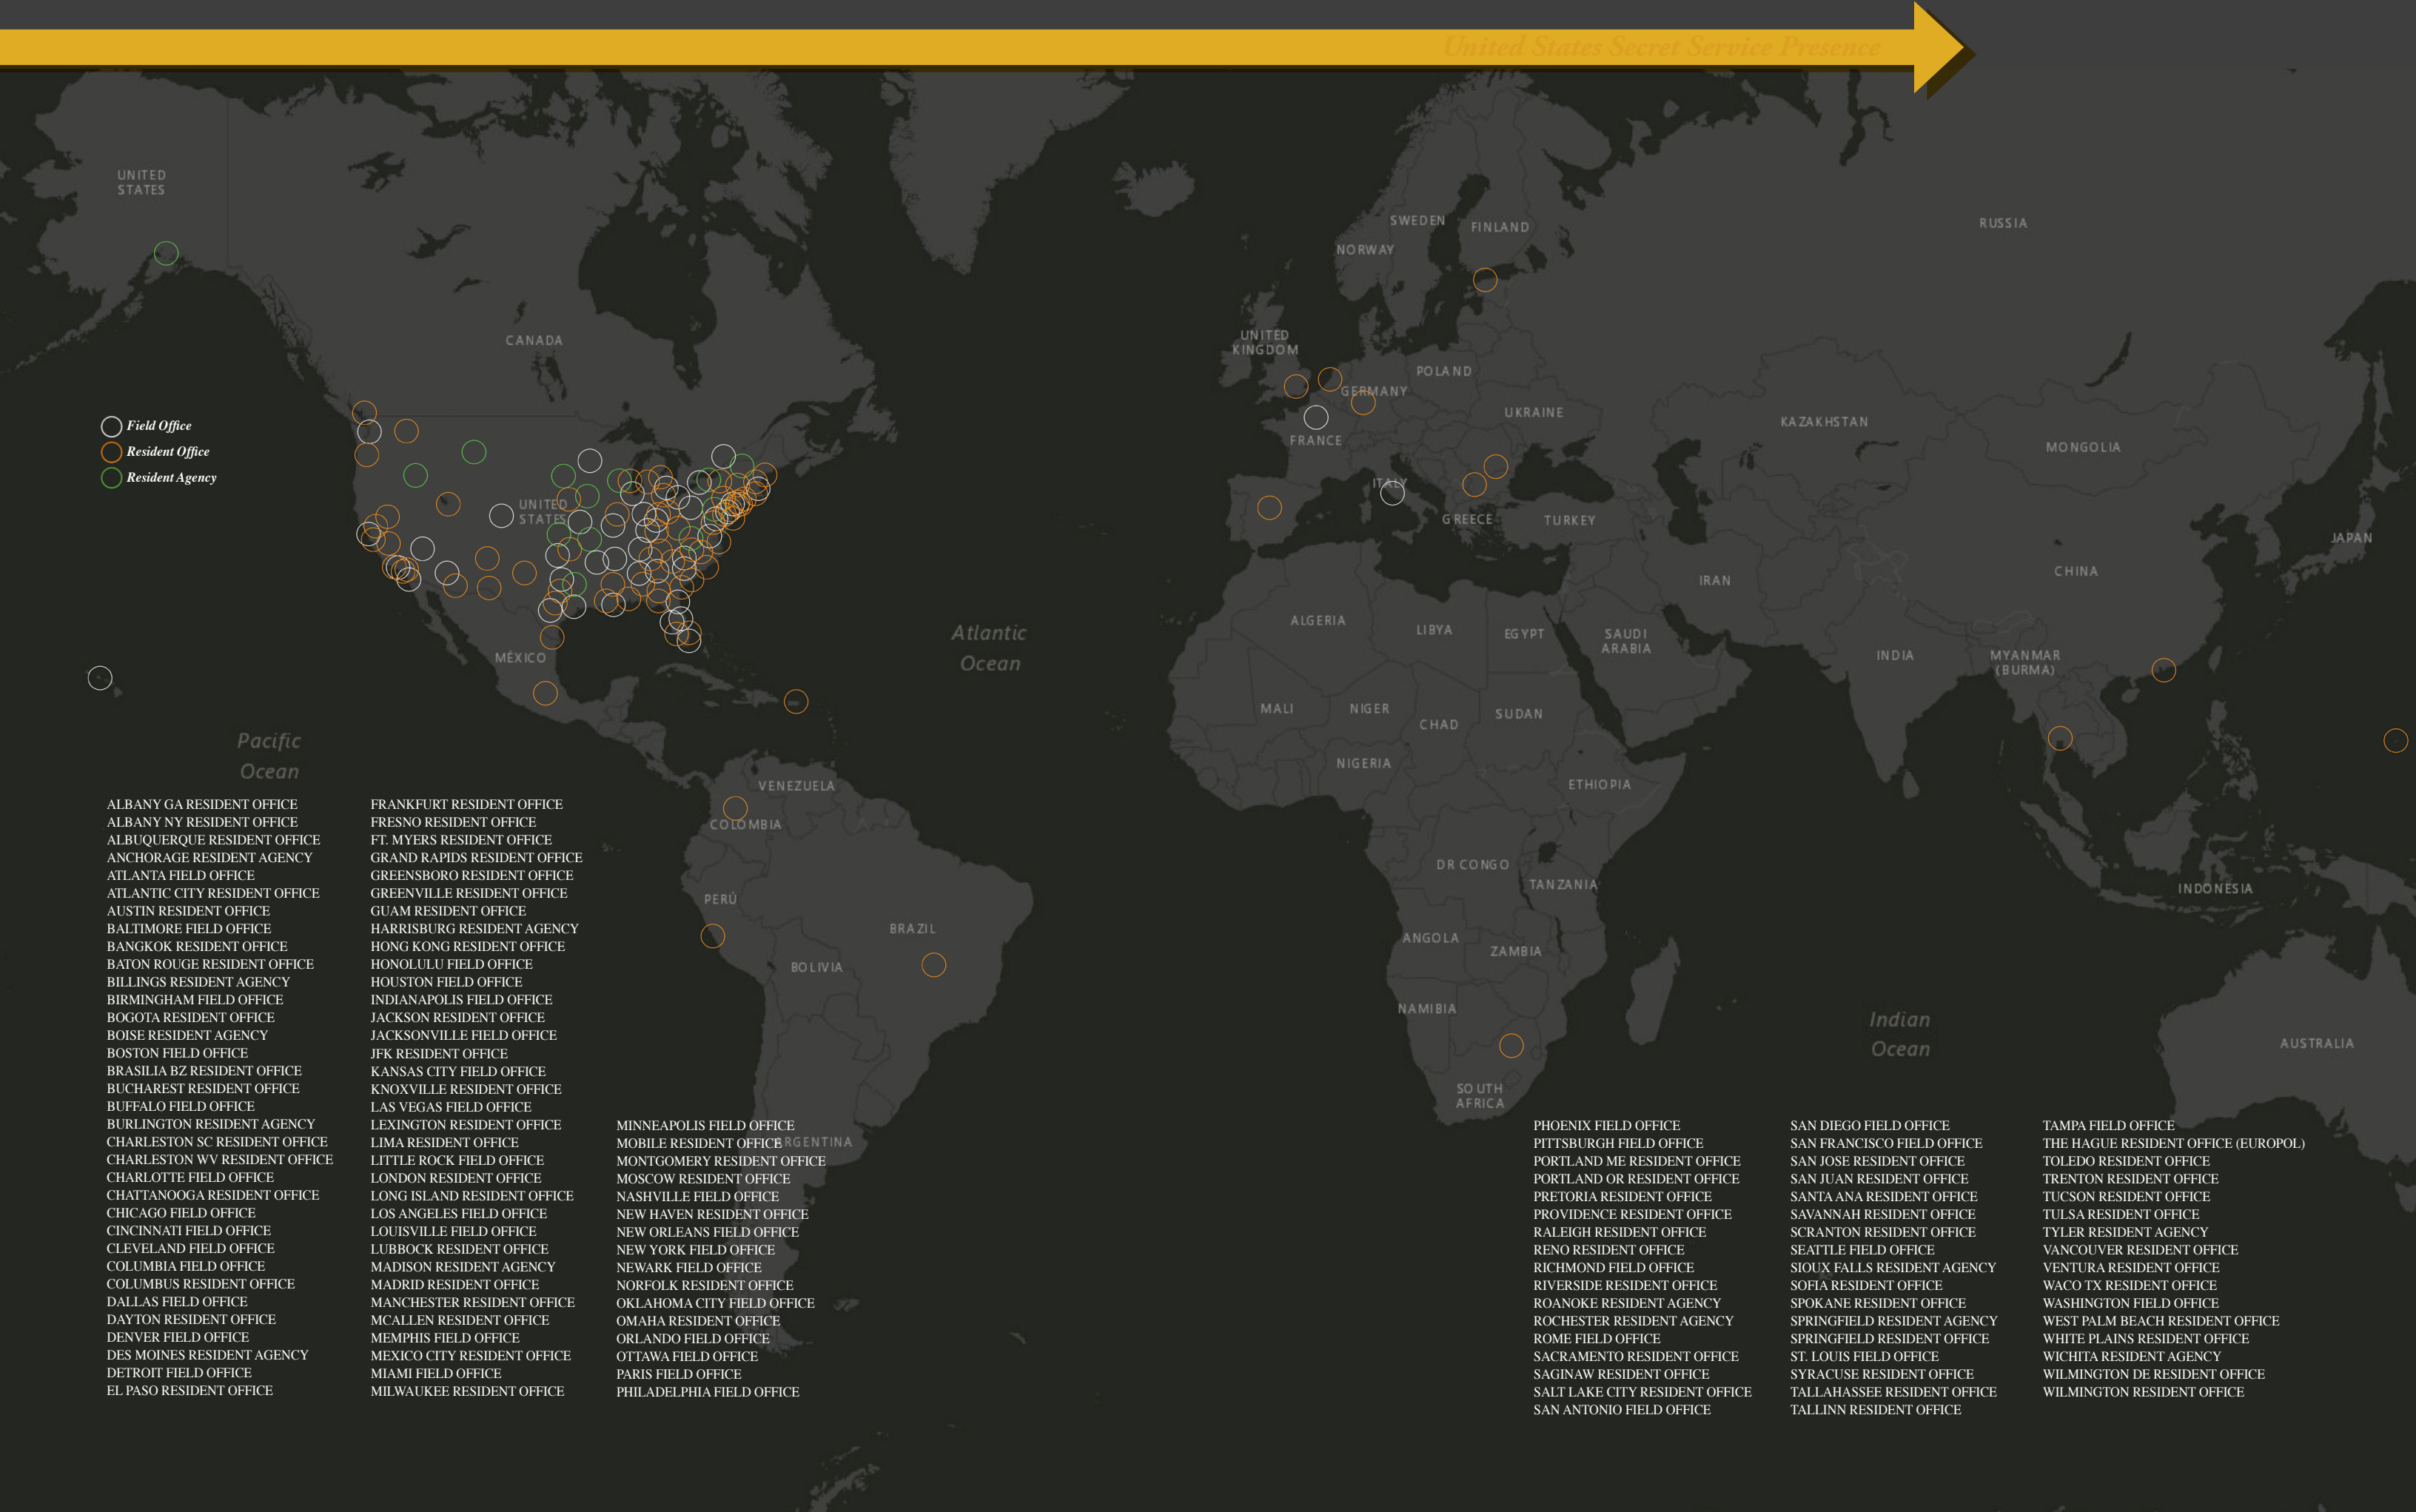 United States Secret Service Presence
UNITED
STATES
CANADA
Field Office
Resident Office
Resident Agency
UNITED
STATES
MÉXICO
Atlantic
Ocean
Pacific
Ocean
VENEZUELA
COLOMBIA
PERÚ
BRAZIL
BOLIVIA
ARGENTINA
SWEDEN
FINLAND
NORWAY
RUSSIA
UNITED
KINGDOM
POLAND
GERMANY
UKRAINE
FRANCE
KAZAKHSTAN
MONGOLIA
ITALY
GREECE
TURKEY
JAPAN
CHINA
IRAN
ALGERIA
LIBYA
EGYPT
SAUDI
ARABIA
INDIA
MYANMAR
(BURMA)
MALI
NIGER
CHAD
SUDAN
NIGERIA
ETHIOPIA
DR CONGO
TANZANIA
INDONESIA
ANGOLA
ZAMBIA
NAMIBIA
Indian
Ocean
AUSTRALIA
SOUTH
AFRICA
ALBANY GA RESIDENT OFFICE
ALBANY NY RESIDENT OFFICE
ALBUQUERQUE RESIDENT OFFICE
ANCHORAGE RESIDENT AGENCY
ATLANTA FIELD OFFICE
ATLANTIC CITY RESIDENT OFFICE
AUSTIN RESIDENT OFFICE
BALTIMORE FIELD OFFICE
BANGKOK RESIDENT OFFICE
BATON ROUGE RESIDENT OFFICE
BILLINGS RESIDENT AGENCY
BIRMINGHAM FIELD OFFICE
BOGOTA RESIDENT OFFICE
BOISE RESIDENT AGENCY
BOSTON FIELD OFFICE
BRASILIA BZ RESIDENT OFFICE
BUCHAREST RESIDENT OFFICE
BUFFALO FIELD OFFICE
BURLINGTON RESIDENT AGENCY
CHARLESTON SC RESIDENT OFFICE
CHARLESTON WV RESIDENT OFFICE
CHARLOTTE FIELD OFFICE
CHATTANOOGA RESIDENT OFFICE
CHICAGO FIELD OFFICE
CINCINNATI FIELD OFFICE
CLEVELAND FIELD OFFICE
COLUMBIA FIELD OFFICE
COLUMBUS RESIDENT OFFICE
DALLAS FIELD OFFICE
DAYTON RESIDENT OFFICE
DENVER FIELD OFFICE
DES MOINES RESIDENT AGENCY
DETROIT FIELD OFFICE
EL PASO RESIDENT OFFICE
FRANKFURT RESIDENT OFFICE
FRESNO RESIDENT OFFICE
FT. MYERS RESIDENT OFFICE
GRAND RAPIDS RESIDENT OFFICE
GREENSBORO RESIDENT OFFICE
GREENVILLE RESIDENT OFFICE
GUAM RESIDENT OFFICE
HARRISBURG RESIDENT AGENCY
HONG KONG RESIDENT OFFICE
HONOLULU FIELD OFFICE
HOUSTON FIELD OFFICE
INDIANAPOLIS FIELD OFFICE
JACKSON RESIDENT OFFICE
JACKSONVILLE FIELD OFFICE
JFK RESIDENT OFFICE
KANSAS CITY FIELD OFFICE
KNOXVILLE RESIDENT OFFICE
LAS VEGAS FIELD OFFICE
LEXINGTON RESIDENT OFFICE
LIMA RESIDENT OFFICE
LITTLE ROCK FIELD OFFICE
LONDON RESIDENT OFFICE
LONG ISLAND RESIDENT OFFICE
LOS ANGELES FIELD OFFICE
LOUISVILLE FIELD OFFICE
LUBBOCK RESIDENT OFFICE
MADISON RESIDENT AGENCY
MADRID RESIDENT OFFICE
MANCHESTER RESIDENT OFFICE
MCALLEN RESIDENT OFFICE
MEMPHIS FIELD OFFICE
MEXICO CITY RESIDENT OFFICE
MIAMI FIELD OFFICE
MILWAUKEE RESIDENT OFFICE
MINNEAPOLIS FIELD OFFICE
MOBILE RESIDENT OFFICE
MONTGOMERY RESIDENT OFFICE
MOSCOW RESIDENT OFFICE
NASHVILLE FIELD OFFICE
NEW HAVEN RESIDENT OFFICE
NEW ORLEANS FIELD OFFICE
NEW YORK FIELD OFFICE
NEWARK FIELD OFFICE
NORFOLK RESIDENT OFFICE
OKLAHOMA CITY FIELD OFFICE
OMAHA RESIDENT OFFICE
ORLANDO FIELD OFFICE
OTTAWA FIELD OFFICE
PARIS FIELD OFFICE
PHILADELPHIA FIELD OFFICE
PHOENIX FIELD OFFICE
PITTSBURGH FIELD OFFICE
PORTLAND ME RESIDENT OFFICE
PORTLAND OR RESIDENT OFFICE
PRETORIA RESIDENT OFFICE
PROVIDENCE RESIDENT OFFICE
RALEIGH RESIDENT OFFICE
RENO RESIDENT OFFICE
RICHMOND FIELD OFFICE
RIVERSIDE RESIDENT OFFICE
ROANOKE RESIDENT AGENCY
ROCHESTER RESIDENT AGENCY
ROME FIELD OFFICE
SACRAMENTO RESIDENT OFFICE
SAGINAW RESIDENT OFFICE
SALT LAKE CITY RESIDENT OFFICE
SAN ANTONIO FIELD OFFICE
SAN DIEGO FIELD OFFICE
SAN FRANCISCO FIELD OFFICE
SAN JOSE RESIDENT OFFICE
SAN JUAN RESIDENT OFFICE
SANTA ANA RESIDENT OFFICE
SAVANNAH RESIDENT OFFICE
SCRANTON RESIDENT OFFICE
SEATTLE FIELD OFFICE
SIOUX FALLS RESIDENT AGENCY
SOFIA RESIDENT OFFICE
SPOKANE RESIDENT OFFICE
SPRINGFIELD RESIDENT AGENCY
SPRINGFIELD RESIDENT OFFICE
ST. LOUIS FIELD OFFICE
SYRACUSE RESIDENT OFFICE
TALLAHASSEE RESIDENT OFFICE
TALLINN RESIDENT OFFICE
TAMPA FIELD OFFICE
THE HAGUE RESIDENT OFFICE (EUROPOL)
TOLEDO RESIDENT OFFICE
TRENTON RESIDENT OFFICE
TUCSON RESIDENT OFFICE
TULSA RESIDENT OFFICE
TYLER RESIDENT AGENCY
VANCOUVER RESIDENT OFFICE
VENTURA RESIDENT OFFICE
WACO TX RESIDENT OFFICE
WASHINGTON FIELD OFFICE
WEST PALM BEACH RESIDENT OFFICE
WHITE PLAINS RESIDENT OFFICE
WICHITA RESIDENT AGENCY
WILMINGTON DE RESIDENT OFFICE
WILMINGTON RESIDENT OFFICE